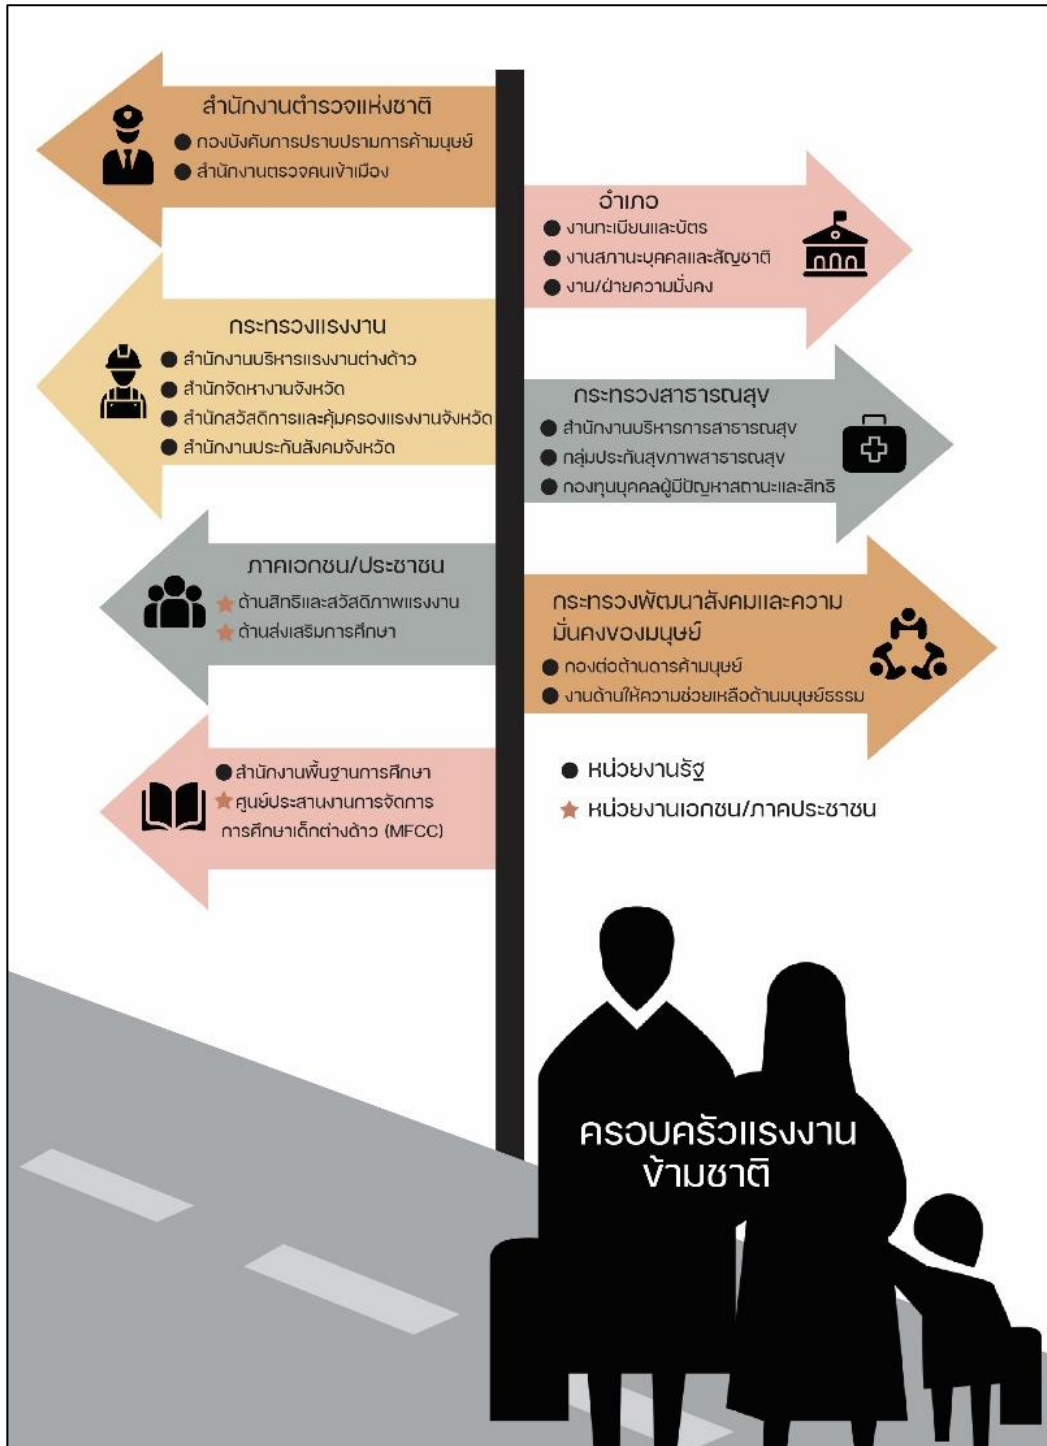 สำนักงานตำรวจแห่งชาติ
● กองบังคับการปราบปรามการค้ามนุษย์
● สำนักงานตรวจคนเข้าเมือง
อำเภอ
● งานทะเบียนและบัตร
● งานสถานะบุคคลและสัญชาติ
● งาน/ฝ่ายความมั่งคง
กระทรวงแรงงาน
● สำนักงานบริหารแรงงานต่างด้าว
● สำนักจัดหางานจังหวัด
● สำนักสวัสดิการและคุ้มครองแรงงานจังหวัด
● สำนักงานประกันสังคมจังหวัด
กระทรวงสาธารณสุข
● สำนักงานบริหารการสาธารณสุข
● กลุ่มประกันสุขภาพสาธารณสุข
● กองทุนบุคคลผู้มีปัญหาสถานะและสิทธิ
ภาคเอกชน/ประชาชน
★ ด้านสิทธิและสวัสดิภาพแรงงาน
★ ด้านส่งเสริมการศึกษา
กระทรวงพัฒนาสังคมและความ
มั่นคงของมนุษย์
● กองต่อต้านดารค้ามนุษย์
● งานด้านให้ความช่วยเหลือด้านมนุษย์ธรรม
● สำนักงานพื้นฐานการศึกษา
★ ศูนย์ประสานงานการจัดการ
การศึกษาเด็กต่างด้าว (MFCC)
● หน่วยงานรัฐ
★ หน่วยงานเอกชน/ภาคประชาชน
ครอบครัวแรงงาน
ข้ามชาติ